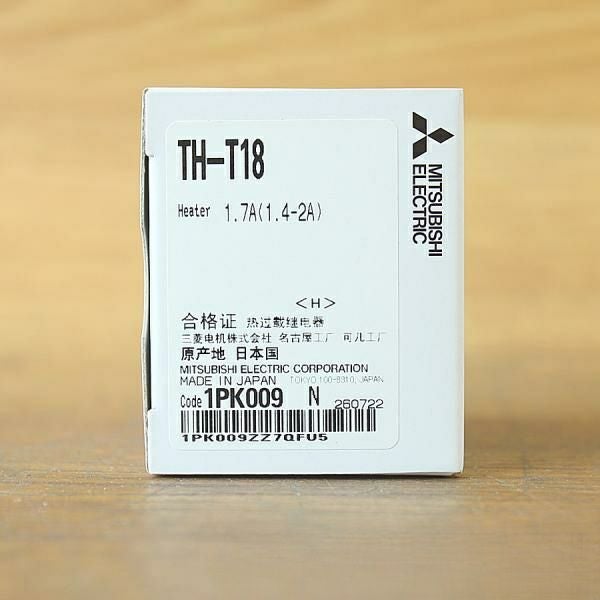 TH-T18
Heater 1.7A(1.4-2A)
<H>
合格证 热过载继电器
三菱电机株式会社 名古屋工厂 可儿工厂
原产地 日本国
MITSUBISHI ELECTRIC CORPORATION
MADE IN JAPAN TOKYO 100-8310, JAPAN
Code 1PK009 N 260722
1PK009ZZ7QFU5
MITSUBISHI
ELECTRIC